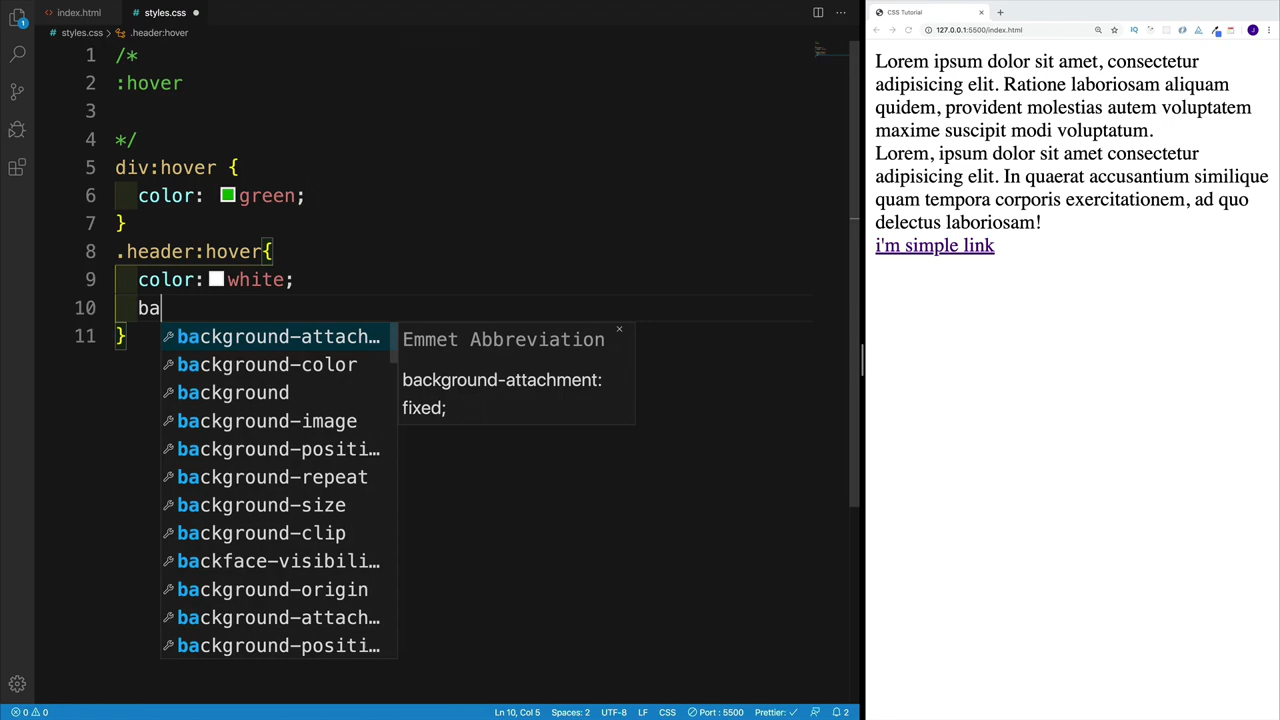 index.html
styles.css
styles.css > .header:hover
1 /*
2 :hover
3
4 */
5 div:hover {
6 color: green;
7 }
8 .header:hover{
9 color: white;
10 ba
11 }
background-attach...
background-color
background
background-image
background-positi...
background-repeat
background-size
background-clip
backface-visibili...
background-origin
background-attach...
background-positi...
Emmet Abbreviation
background-attachment:
fixed;
1
0 0
Ln 10, Col 5
Spaces: 2
UTF-8
LF
CSS
Port : 5500
Prettier: ✓
2
CSS Tutorial
127.0.0.1:5500/index.html
J
Lorem ipsum dolor sit amet, consectetur
adipisicing elit. Ratione laboriosam aliquam
quidem, provident molestias autem voluptatem
maxime suscipit modi voluptatum.
Lorem, ipsum dolor sit amet consectetur
adipisicing elit. In quaerat accusantium similique
quam tempora corporis exercitationem, ad quo
delectus laboriosam!
i'm simple link